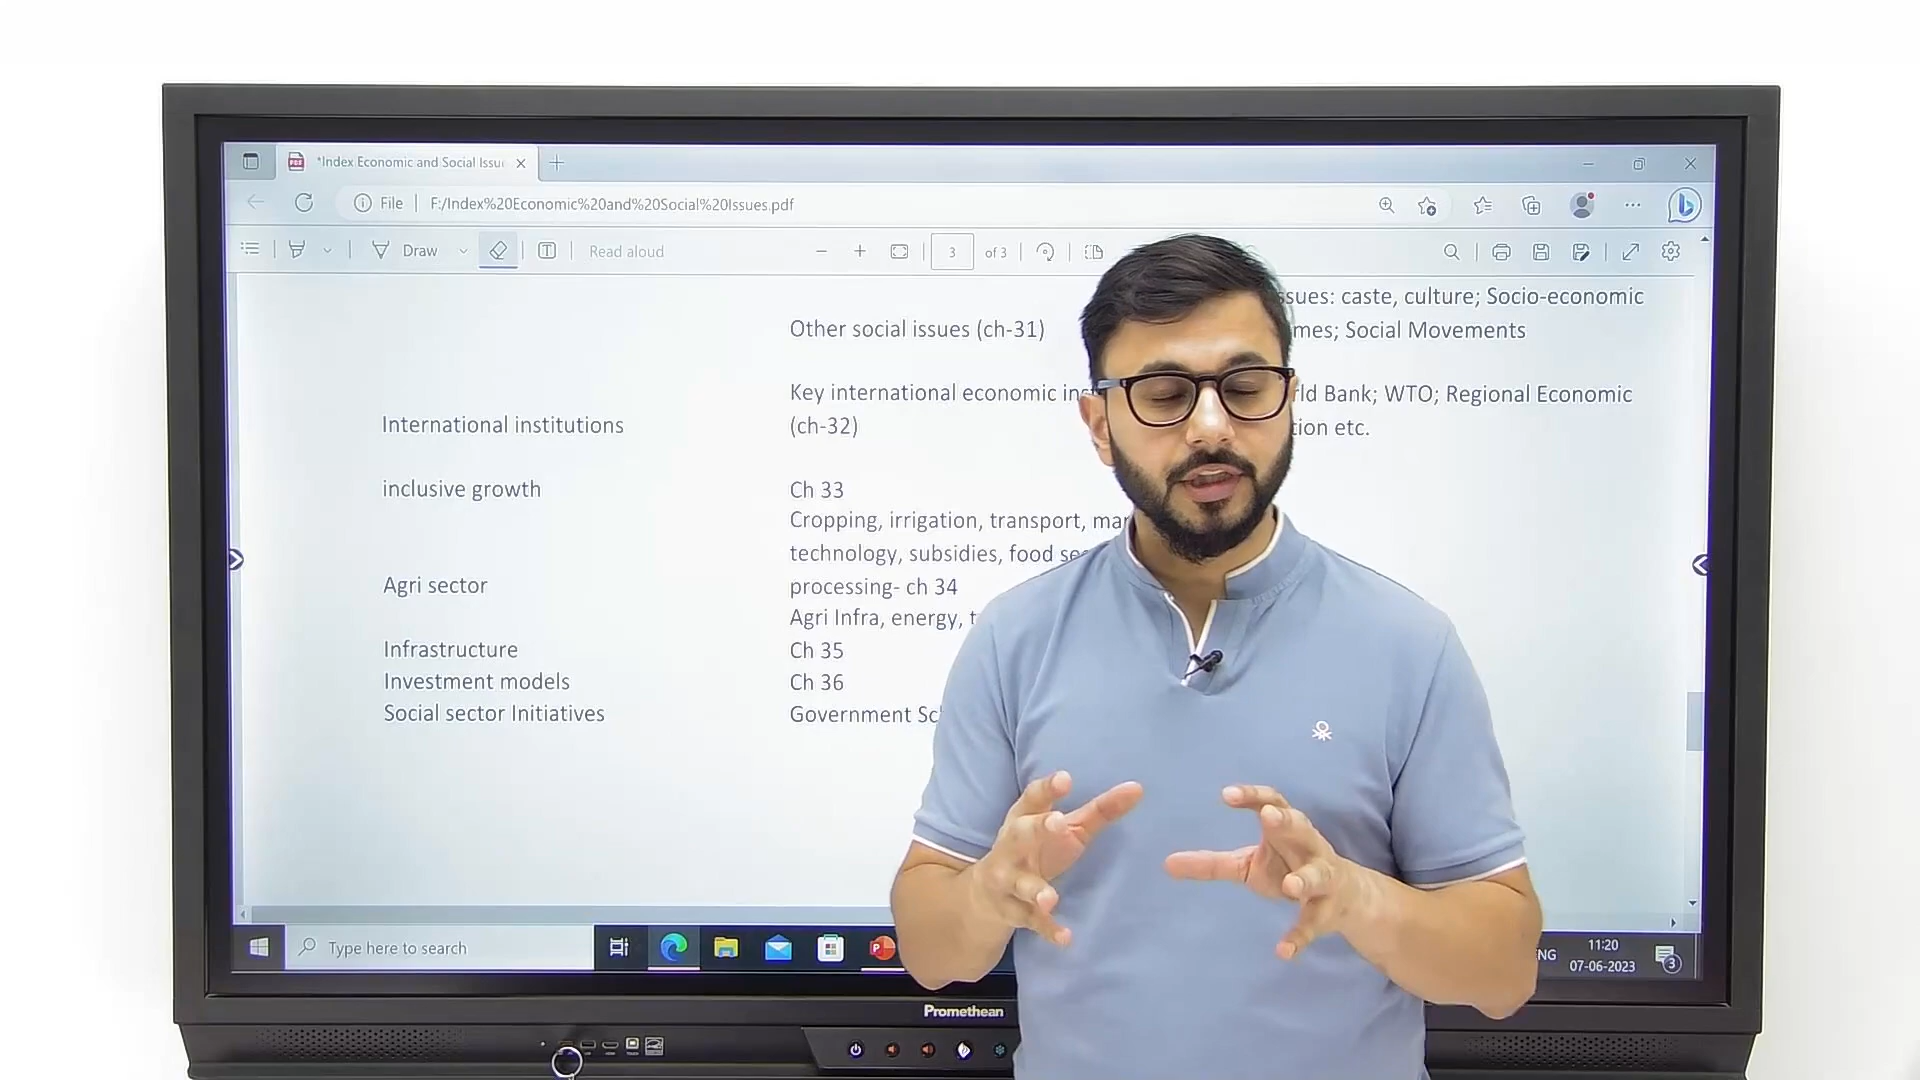 *Index Economic and Social Issu
File F:/Index%20Economic%20and%20Social%20Issues.pdf
Draw Read aloud 3 of 3
ssues: caste, culture; Socio-economic
Other social issues (ch-31) mes; Social Movements
Key international economic ins rld Bank; WTO; Regional Economic
International institutions (ch-32) tion etc.
inclusive growth Ch 33
Cropping, irrigation, transport, mar
technology, subsidies, food se
Agri sector processing- ch 34
Agri Infra, energy, t
Infrastructure Ch 35
Investment models Ch 36
Social sector Initiatives Government Sc
Type here to search
NG 11:20
07-06-2023 3
Promethean